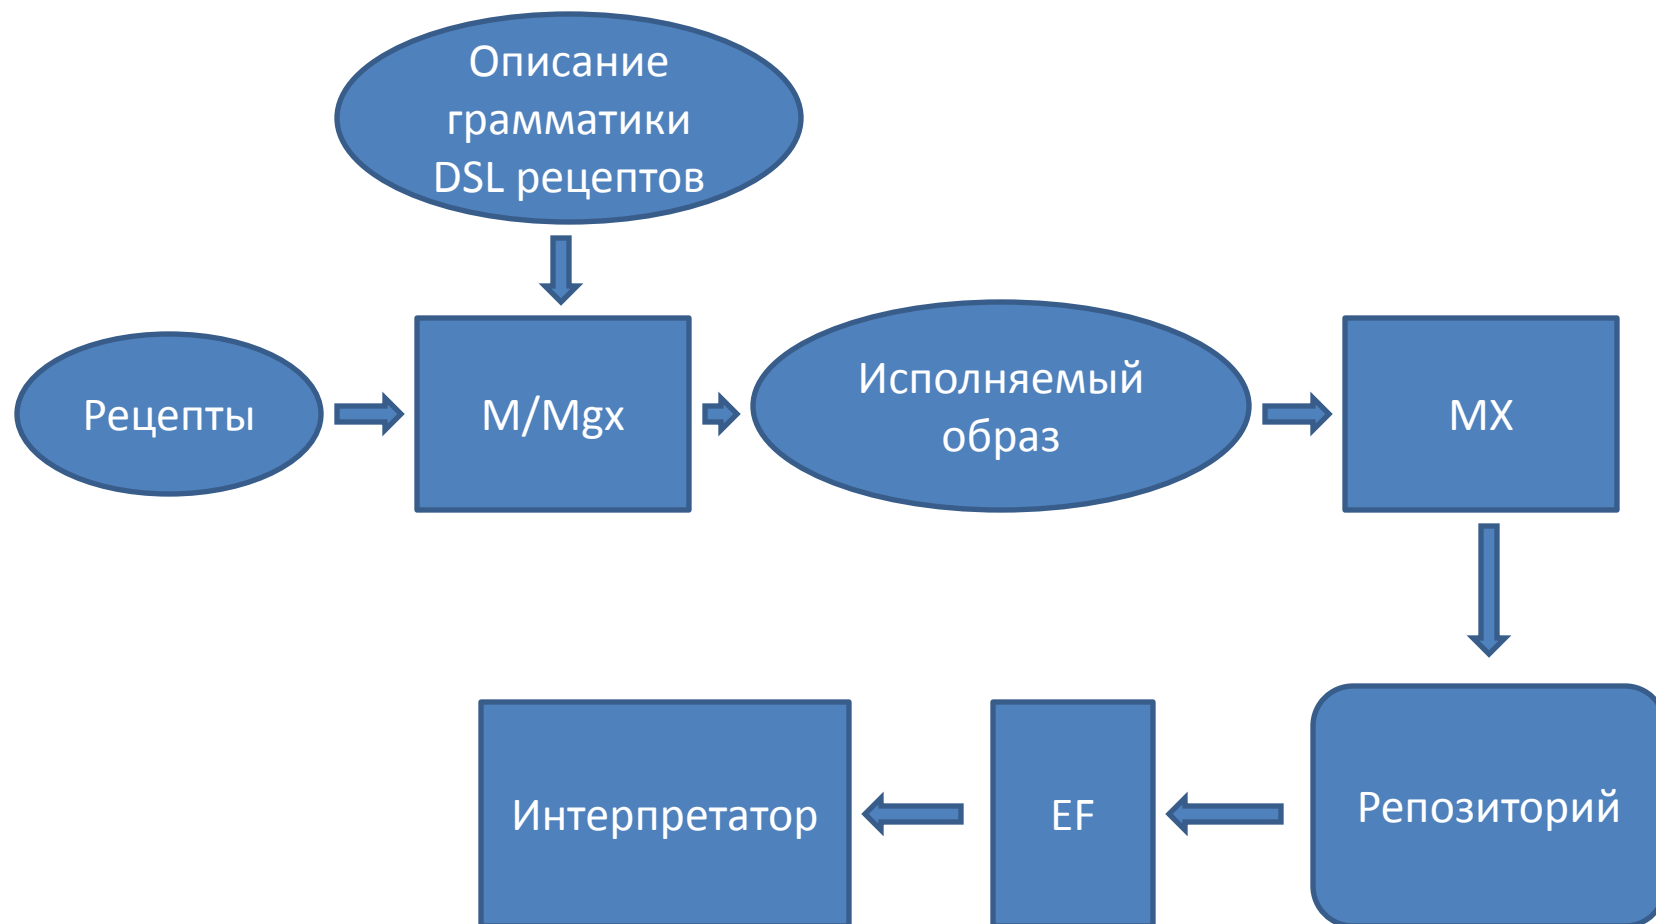 Описание
грамматики
DSL рецептов
Рецепты
M/Mgx
Исполняемый
образ
MX
Интерпретатор
EF
Репозиторий